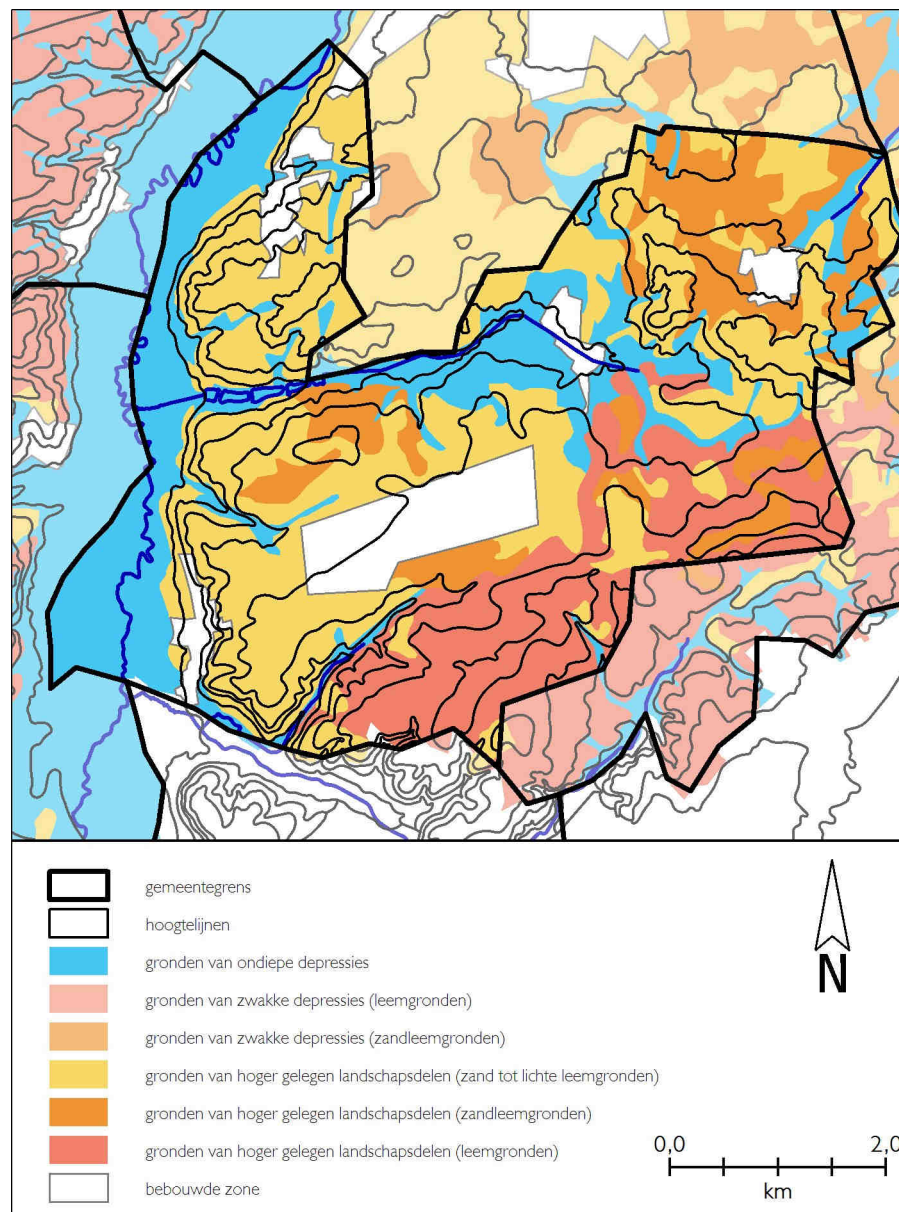 gemeentegrens
hoogtelijnen
gronden van ondiepe depressies
gronden van zwakke depressies (leemgronden)
gronden van zwakke depressies (zandleemgronden)
gronden van hoger gelegen landschapsdelen (zand tot lichte leemgronden)
gronden van hoger gelegen landschapsdelen (zandleemgronden)
gronden van hoger gelegen landschapsdelen (leemgronden)
bebouwde zone
N
0,0 2,0
km